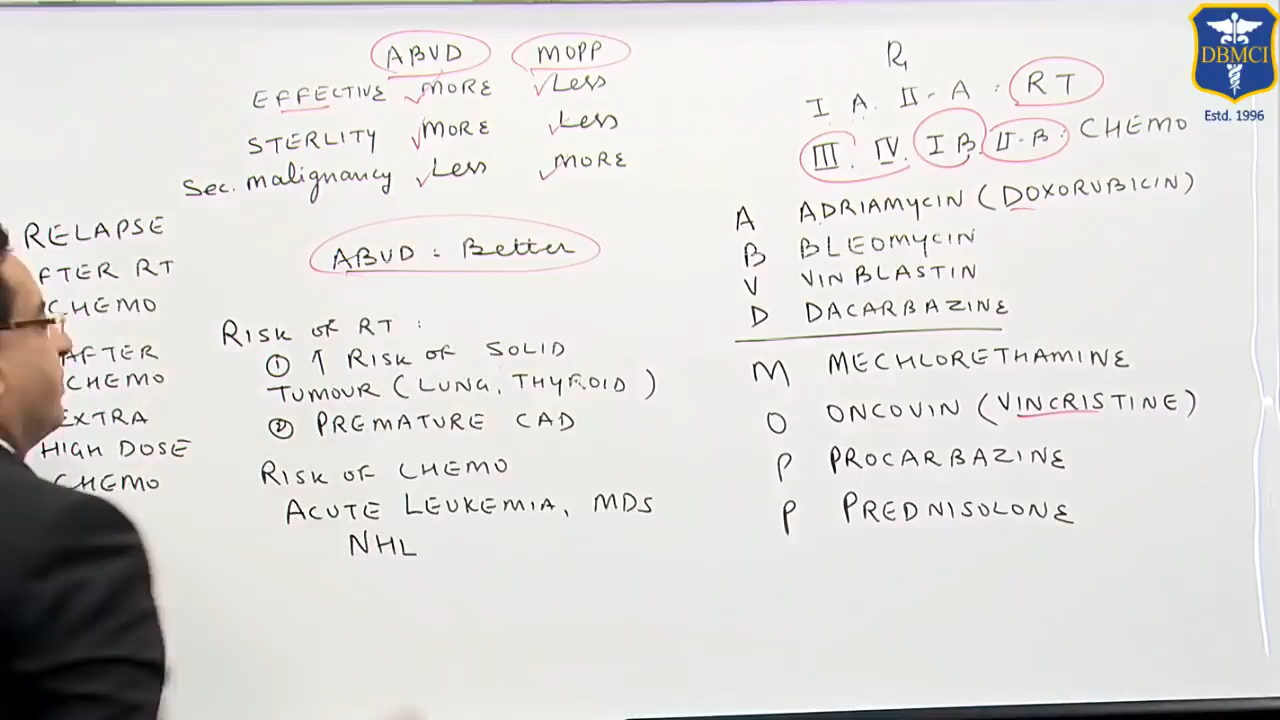 ABVD MOPP
EFFECTIVE MORE Less
STERLITY MORE Less
Sec. malignancy Less MORE
ABVD : Better
RISK OF RT :
① ↑ RISK OF SOLID
TUMOUR (LUNG, THYROID)
② PREMATURE CAD
RISK OF CHEMO
ACUTE LEUKEMIA, MDS
NHL
RELAPSE
FTER RT
CHEMO
AFTER
CHEMO
EXTRA
HIGH DOSE
CHEMO
I A. II-A . RT
III. IV. I B. II-B. CHEMO
A ADRIAMYCIN (DOXORUBICIN)
B BLEOMYCIN
V VINBLASTIN
D DACARBAZINE
M MECHLORETHAMINE
O ONCOVIN (VINCRISTINE)
P PROCARBAZINE
P PREDNISOLONE
DBMCI
Estd. 1996